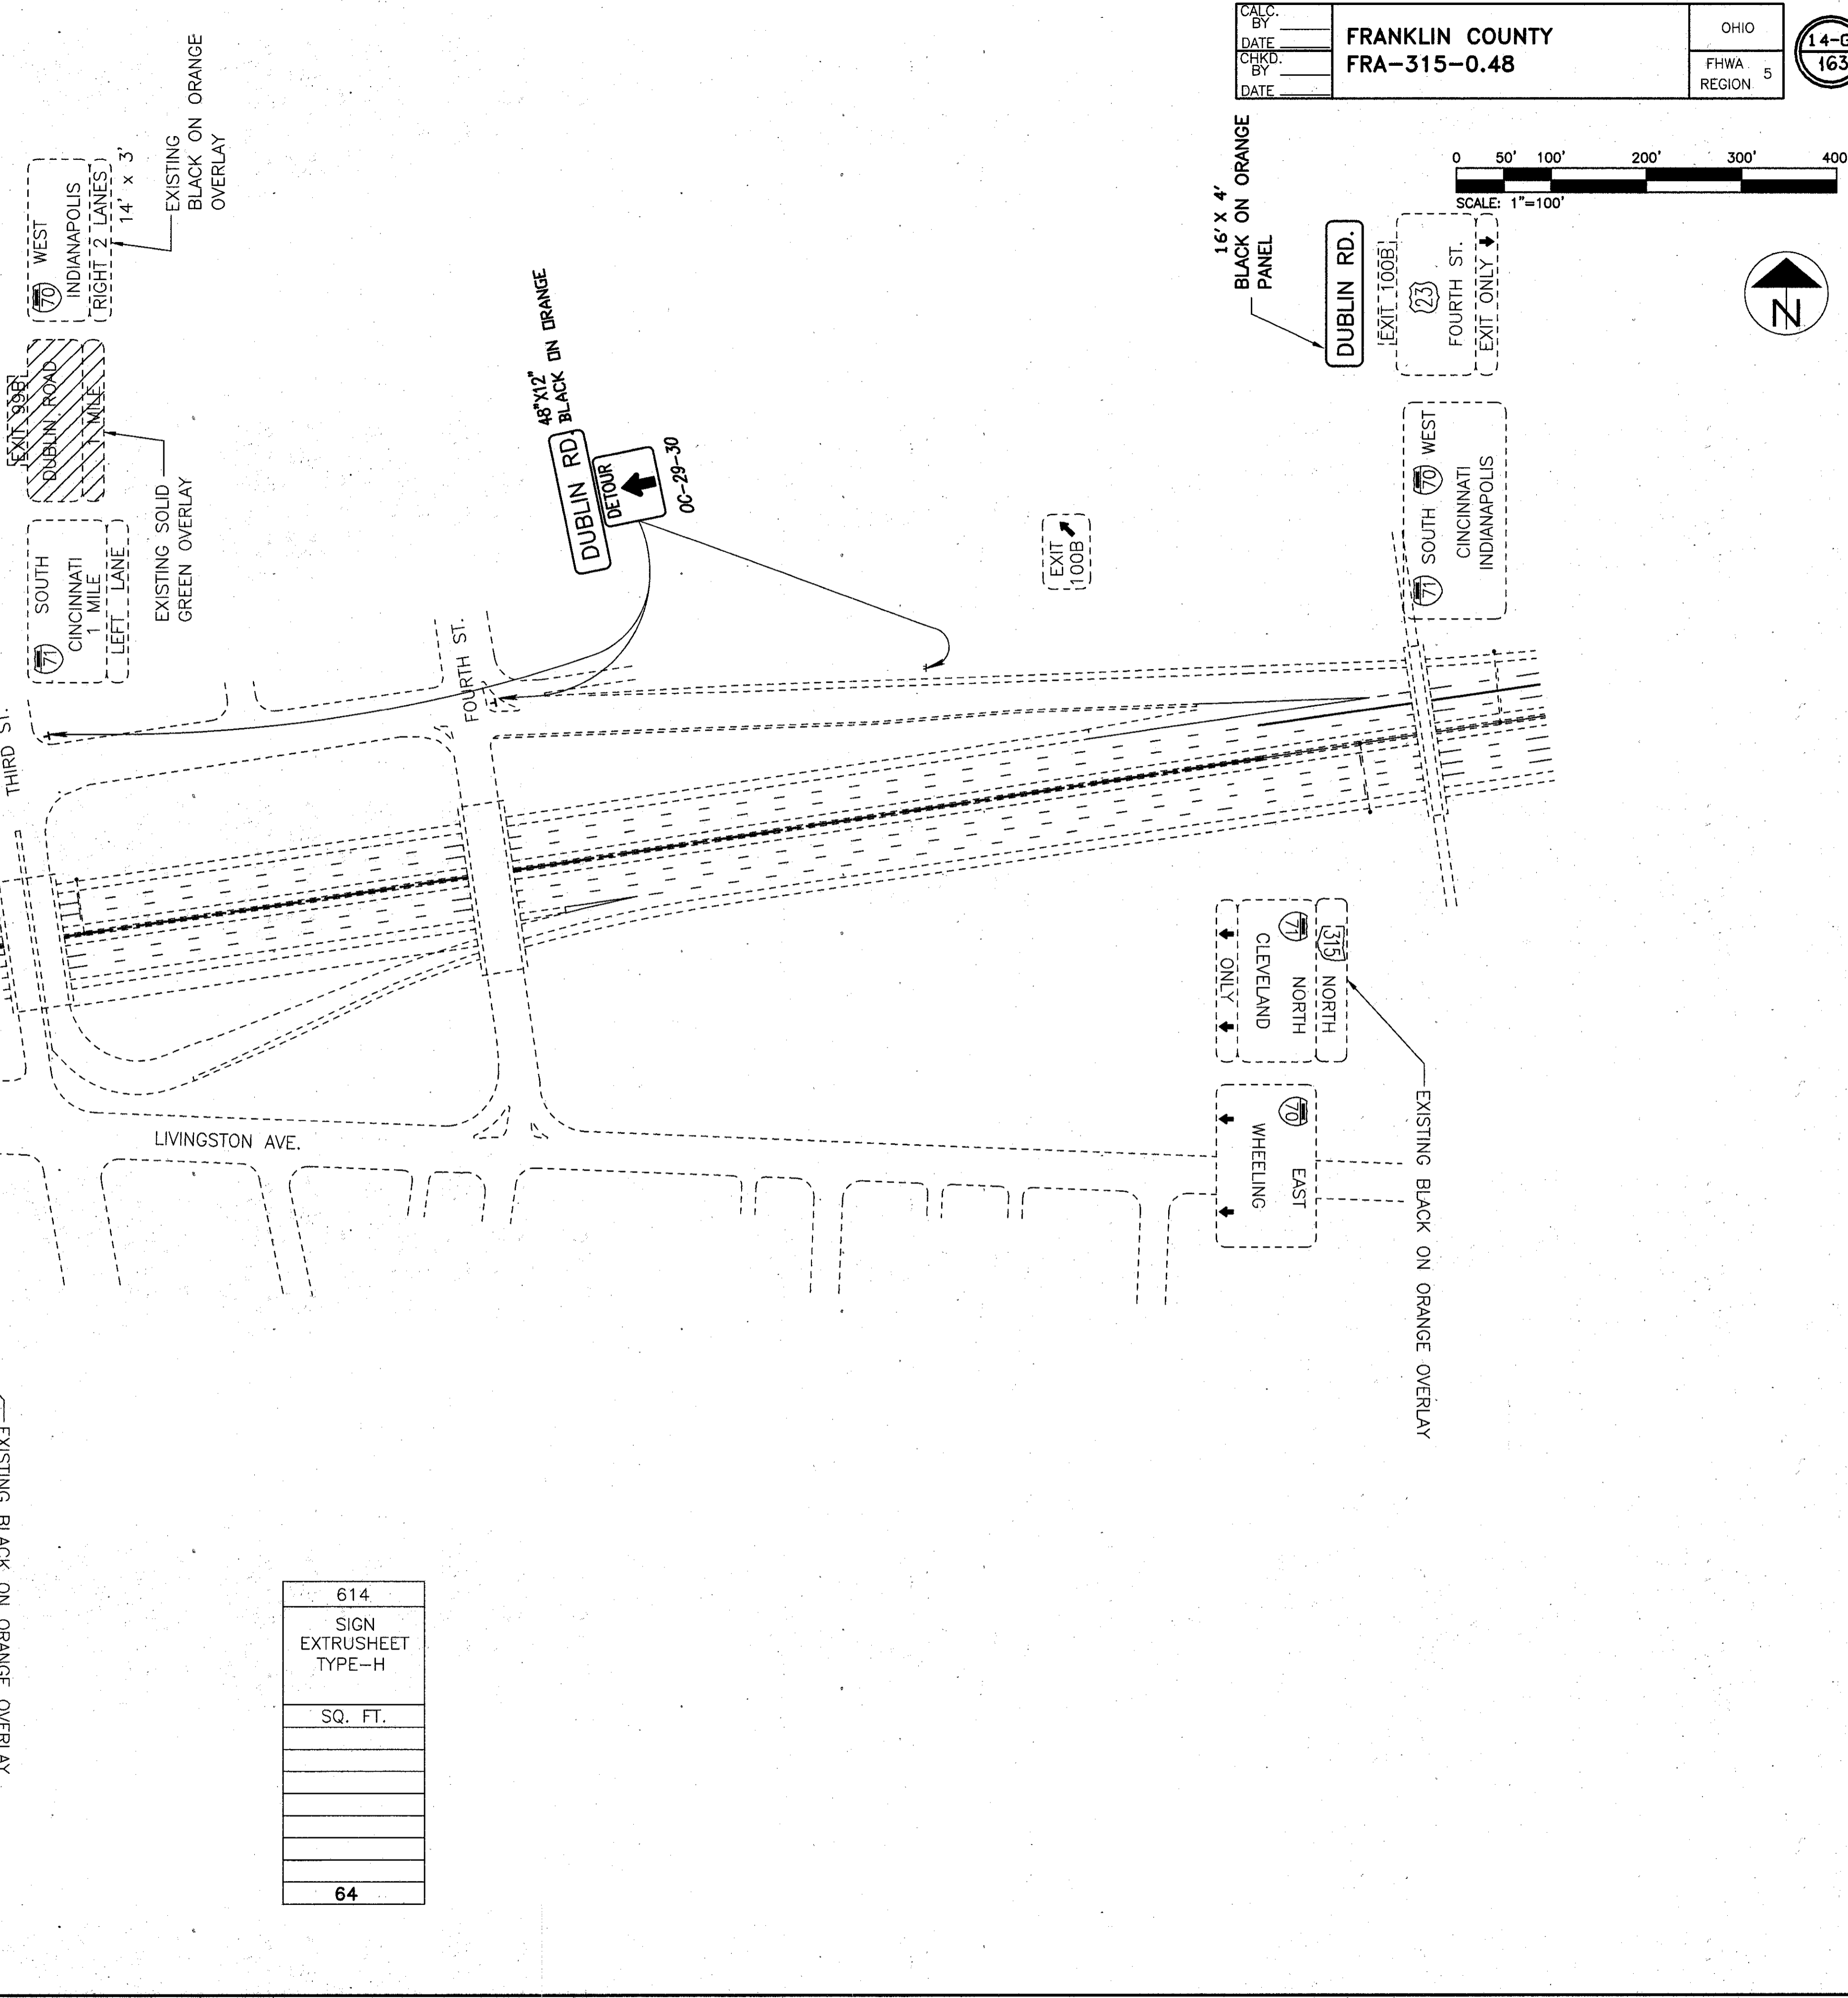 CALC.
BY
DATE
CHKD.
BY
DATE
FRANKLIN COUNTY
FRA-315-0.48
OHIO
FHWA
REGION 5
163
0 50' 100' 200' 300' 400
SCALE: 1"=100'
N
70 WEST
INDIANAPOLIS
RIGHT 2 LANES
14' x 3'
EXISTING
BLACK ON ORANGE
OVERLAY
EXIT 99B
DUBLIN ROAD
1 MILE
EXISTING SOLID
GREEN OVERLAY
71 SOUTH
CINCINNATI
1 MILE
LEFT LANE
48"X12"
BLACK ON ORANGE
DUBLIN RD.
DETOUR
OC-29-30
16' X 4'
BLACK ON ORANGE
PANEL
DUBLIN RD.
EXIT 100B
23
FOURTH ST.
EXIT ONLY
EXIT
100B
71 SOUTH 70 WEST
CINCINNATI
INDIANAPOLIS
THIRD ST.
FOURTH ST.
LIVINGSTON AVE.
315 NORTH
71 NORTH
CLEVELAND
ONLY
70 EAST
WHEELING
EXISTING BLACK ON ORANGE OVERLAY
EXISTING BLACK ON ORANGE OVERLAY
614
SIGN
EXTRUSHEET
TYPE-H
SQ. FT.
64